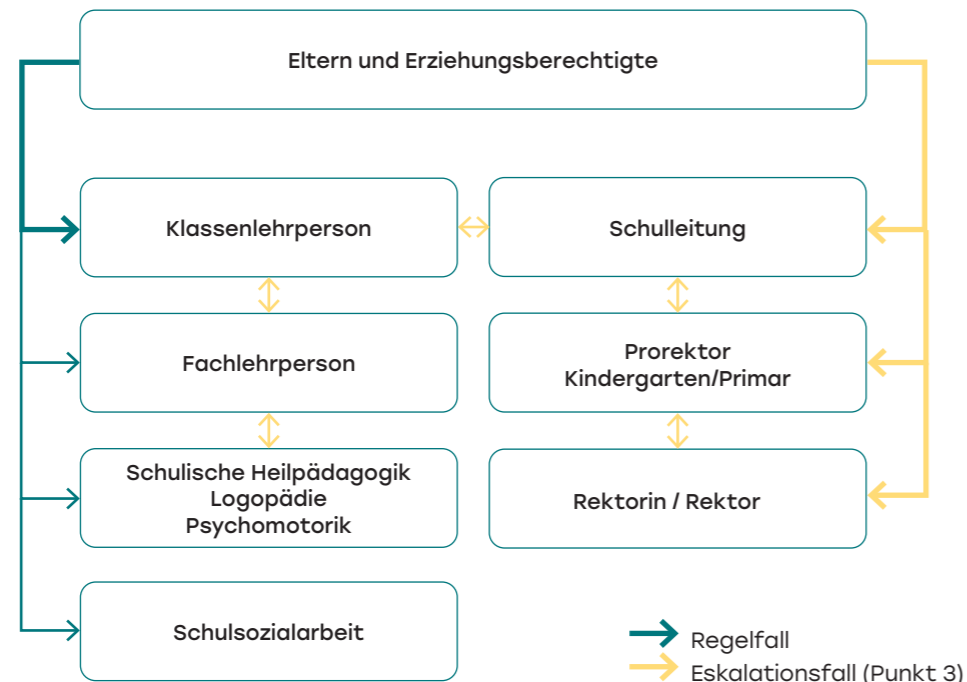 Eltern und Erziehungsberechtigte
Klassenlehrperson
Schulleitung
Fachlehrperson
Prorektor
Kindergarten/Primar
Schulische Heilpädagogik
Logopädie
Psychomotorik
Rektorin / Rektor
Schulsozialarbeit
Regelfall
Eskalationsfall (Punkt 3)